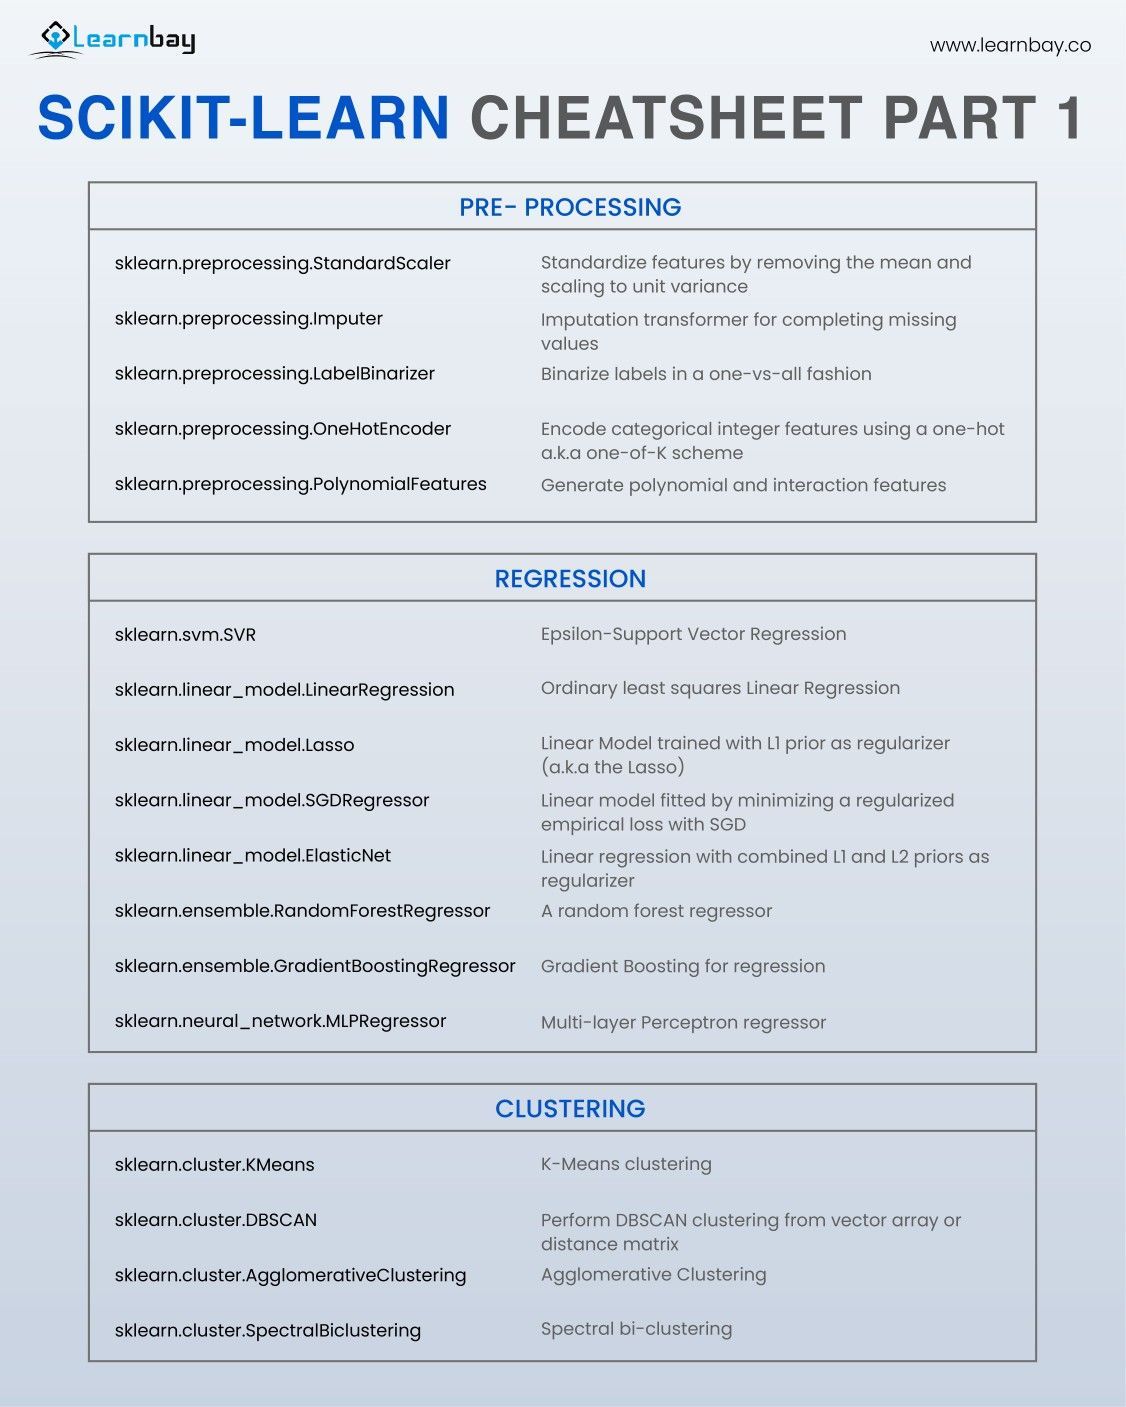 Learnbay
www.learnbay.co
SCIKIT-LEARN CHEATSHEET PART 1
PRE- PROCESSING
sklearn.preprocessing.StandardScaler
Standardize features by removing the mean and
scaling to unit variance
sklearn.preprocessing.Imputer
Imputation transformer for completing missing
values
sklearn.preprocessing.LabelBinarizer
Binarize labels in a one-vs-all fashion
sklearn.preprocessing.OneHotEncoder
Encode categorical integer features using a one-hot
a.k.a one-of-K scheme
sklearn.preprocessing.PolynomialFeatures
Generate polynomial and interaction features
REGRESSION
sklearn.svm.SVR
Epsilon-Support Vector Regression
sklearn.linear_model.LinearRegression
Ordinary least squares Linear Regression
sklearn.linear_model.Lasso
Linear Model trained with L1 prior as regularizer
(a.k.a the Lasso)
sklearn.linear_model.SGDRegressor
Linear model fitted by minimizing a regularized
empirical loss with SGD
sklearn.linear_model.ElasticNet
Linear regression with combined L1 and L2 priors as
regularizer
sklearn.ensemble.RandomForestRegressor
A random forest regressor
sklearn.ensemble.GradientBoostingRegressor
Gradient Boosting for regression
sklearn.neural_network.MLPRegressor
Multi-layer Perceptron regressor
CLUSTERING
sklearn.cluster.KMeans
K-Means clustering
sklearn.cluster.DBSCAN
Perform DBSCAN clustering from vector array or
distance matrix
sklearn.cluster.AgglomerativeClustering
Agglomerative Clustering
sklearn.cluster.SpectralBiclustering
Spectral bi-clustering